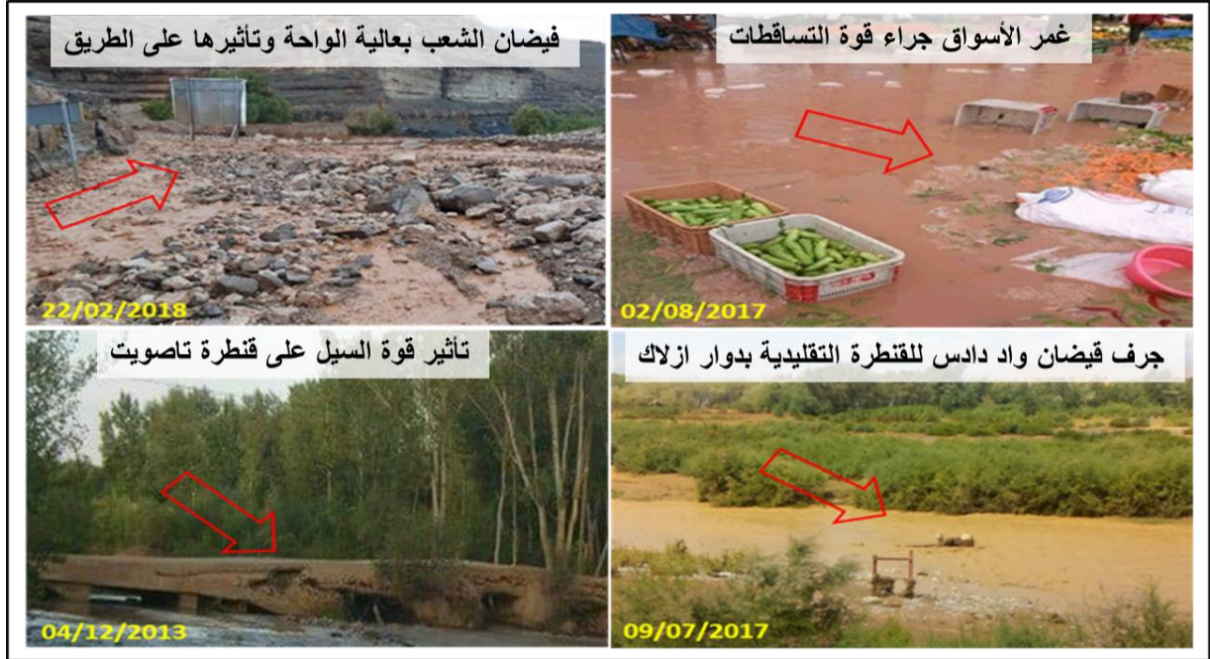 غمر الأسواق جراء قوة التساقطات
02/08/2017
فيضان الشعب بعالية الواحة وتأثيرها على الطريق
22/02/2018
جرف قيضان واد دادس للقنطرة التقليدية بدوار ازلاك
09/07/2017
تأثير قوة السيل على قنطرة تاصويت
04/12/2013